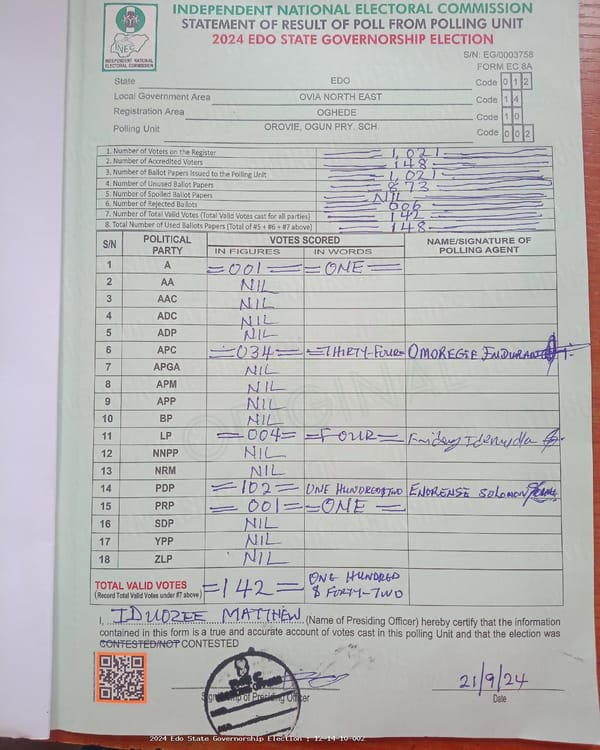 INDEPENDENT NATIONAL ELECTORAL COMMISSION
STATEMENT OF RESULT OF POLL FROM POLLING UNIT
2024 EDO STATE GOVERNORSHIP ELECTION
INEC
INDEPENDENT NATIONAL ELECTORAL COMMISSION
S/N: EG/0003758
FORM EC 8A
State EDO Code 0 1 2
Local Government Area OVIA NORTH EAST Code 1 4
Registration Area OGHEDE Code 1 0
Polling Unit OROVIE, OGUN PRY. SCH. Code 0 0 2
1. Number of Voters on the Register 1,021
2. Number of Accredited Voters 148
3. Number of Ballot Papers Issued to the Polling Unit 1,021
4. Number of Unused Ballot Papers 873
5. Number of Spoiled Ballot Papers NIL
6. Number of Rejected Ballots 006
7. Number of Total Valid Votes (Total Valid Votes cast for all parties) 142
8. Total Number of Used Ballots Papers (Total of #5 + #6 + #7 above) 148
S/N POLITICAL PARTY VOTES SCORED NAME/SIGNATURE OF POLLING AGENT
IN FIGURES IN WORDS
1 A =001= =ONE=
2 AA NIL
3 AAC NIL
4 ADC NIL
5 ADP NIL
6 APC =034= =THIRTY-FOUR= OMOREGIE ENDURANCE
7 APGA NIL
8 APM NIL
9 APP NIL
10 BP NIL
11 LP =004= =FOUR= Friday
12 NNPP NIL
13 NRM NIL
14 PDP =102= ONE HUNDRED & TWO SOLOMON
15 PRP =001= =ONE=
16 SDP NIL
17 YPP NIL
18 ZLP NIL
TOTAL VALID VOTES =142= ONE HUNDRED
(Record Total Valid Votes under #7 above) & FORTY-TWO
I, IDUOZEE MATTHEW (Name of Presiding Officer) hereby certify that the information
contained in this form is a true and accurate account of votes cast in this polling Unit and that the election was
CONTESTED/NOT CONTESTED
ORIGINAL
21/9/24
Signature of Presiding Officer Date
2024 Edo State Governorship Election : 12-14-10-002